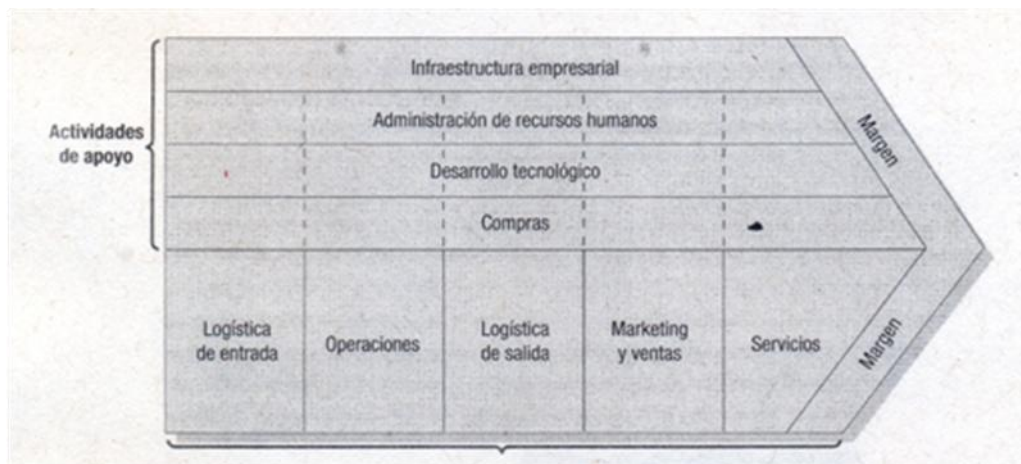 Infraestructura empresarial
Actividades
de apoyo
Administración de recursos humanos
Desarrollo tecnológico
Compras
Margen
Logística
de entrada
Operaciones
Logística
de salida
Marketing
y ventas
Servicios
Margen